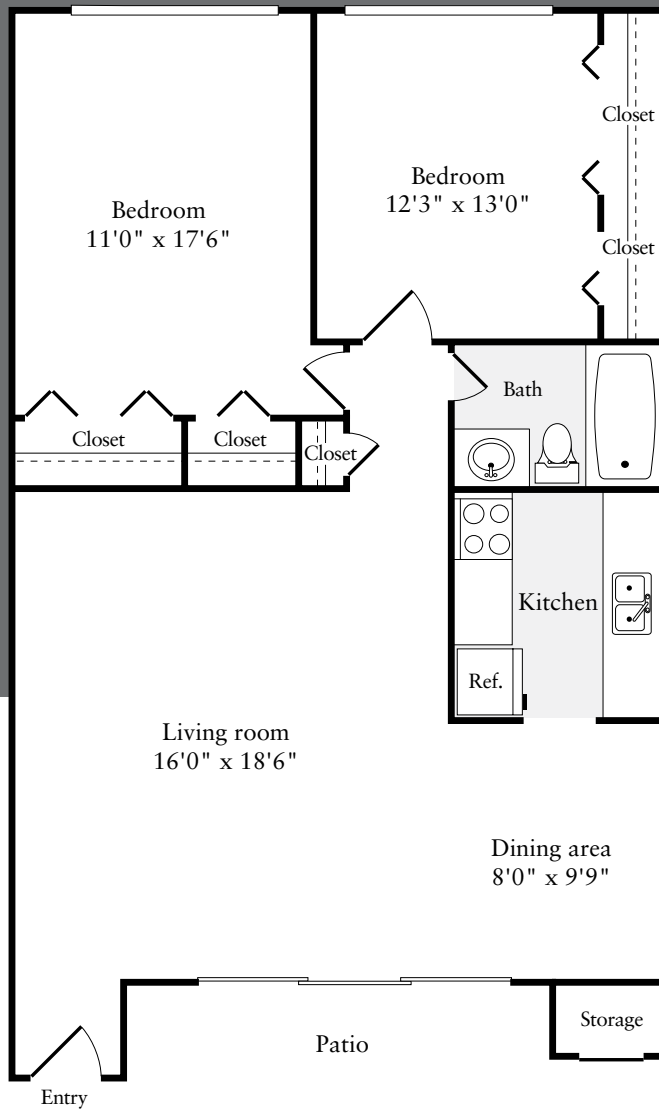 Closet
Bedroom
12'3" x 13'0"
Bedroom
11'0" x 17'6"
Closet
Bath
Closet
Closet
Closet
Kitchen
Ref.
Living room
16'0" x 18'6"
Dining area
8'0" x 9'9"
Storage
Patio
Entry